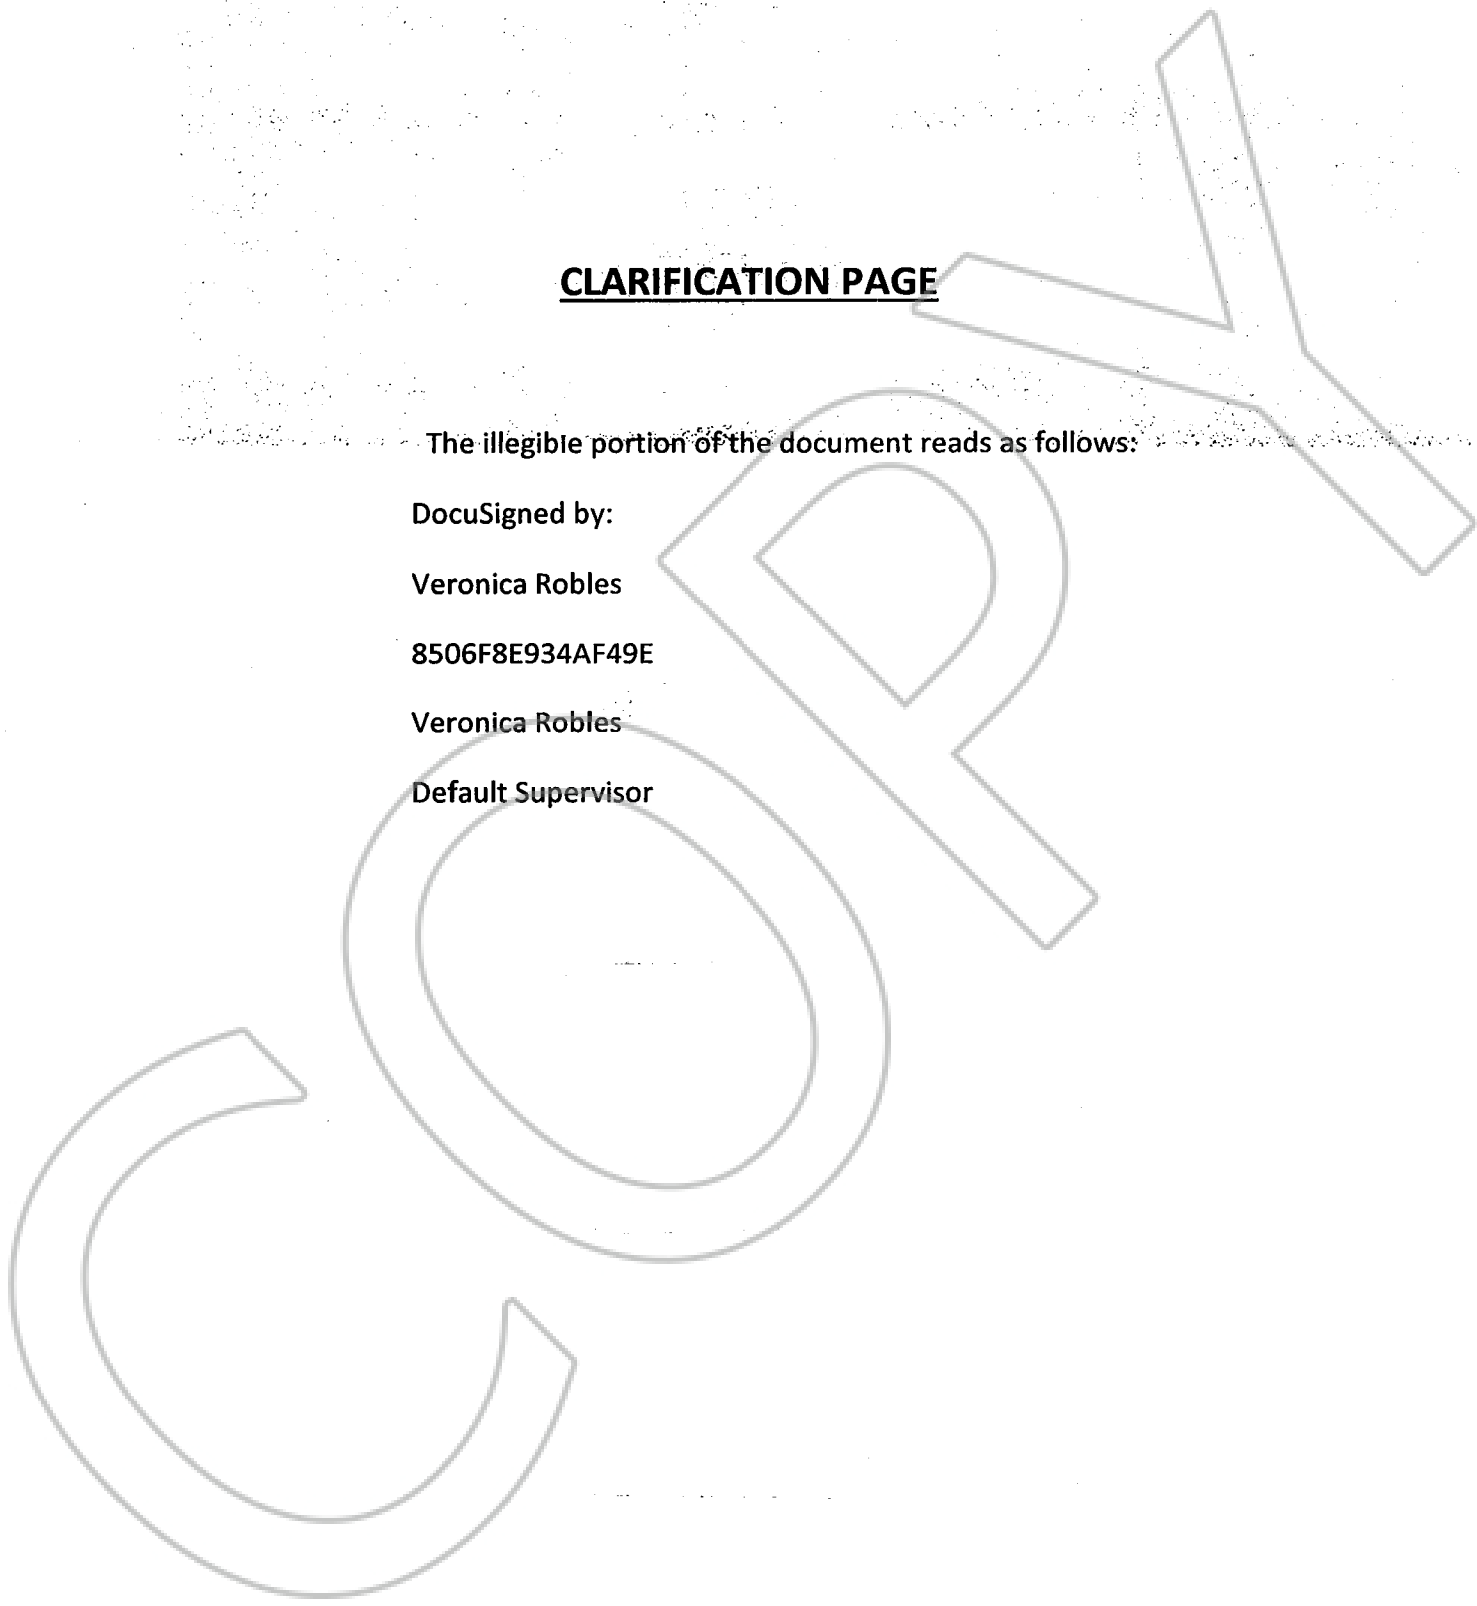 CLARIFICATION PAGE
The illegible portion of the document reads as follows:
DocuSigned by:
Veronica Robles
8506F8E934AF49E
Veronica Robles
Default Supervisor
COPY